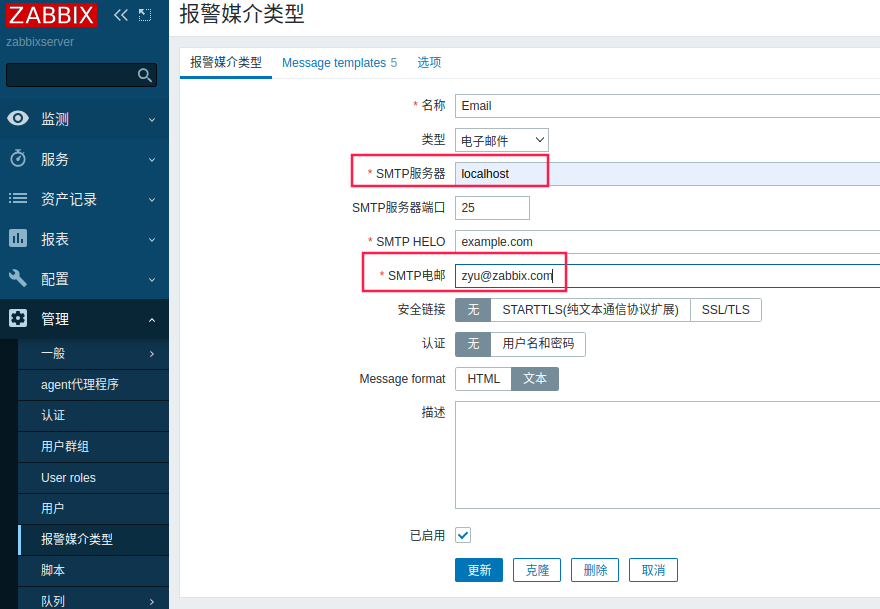 ZABBIX
zabbixserver
监测
服务
资产记录
报表
配置
管理
一般
agent代理程序
认证
用户群组
User roles
用户
报警媒介类型
脚本
队列
报警媒介类型
报警媒介类型 Message templates 5 选项
* 名称 Email
类型 电子邮件
* SMTP服务器 localhost
SMTP服务器端口 25
* SMTP HELO example.com
* SMTP电邮 zyu@zabbix.com
安全链接 无 STARTTLS(纯文本通信协议扩展) SSL/TLS
认证 无 用户名和密码
Message format HTML 文本
描述
已启用
更新 克隆 删除 取消